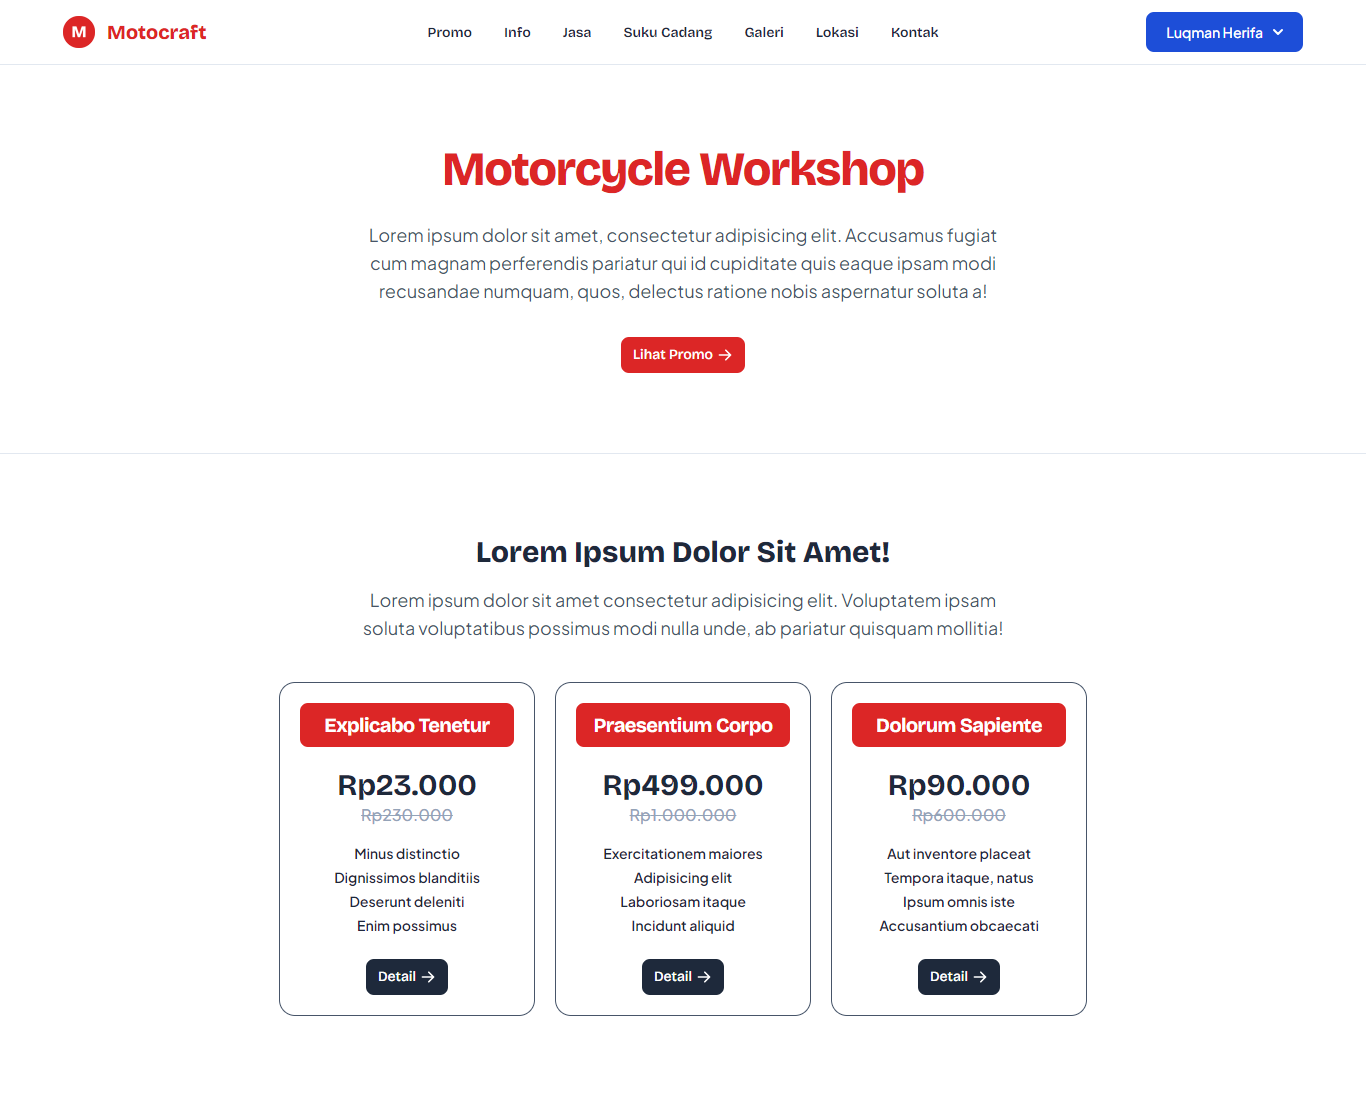 M Motocraft
Promo Info Jasa Suku Cadang Galeri Lokasi Kontak
Luqman Herifa
Motorcycle Workshop
Lorem ipsum dolor sit amet, consectetur adipisicing elit. Accusamus fugiat
cum magnam perferendis pariatur qui id cupiditate quis eaque ipsam modi
recusandae numquam, quos, delectus ratione nobis aspernatur soluta a!
Lihat Promo →
Lorem Ipsum Dolor Sit Amet!
Lorem ipsum dolor sit amet consectetur adipisicing elit. Voluptatem ipsam
soluta voluptatibus possimus modi nulla unde, ab pariatur quisquam mollitia!
Explicabo Tenetur
Rp23.000
Rp230.000
Minus distinctio
Dignissimos blanditiis
Deserunt deleniti
Enim possimus
Detail →
Praesentium Corpo
Rp499.000
Rp1.000.000
Exercitationem maiores
Adipisicing elit
Laboriosam itaque
Incidunt aliquid
Detail →
Dolorum Sapiente
Rp90.000
Rp600.000
Aut inventore placeat
Tempora itaque, natus
Ipsum omnis iste
Accusantium obcaecati
Detail →